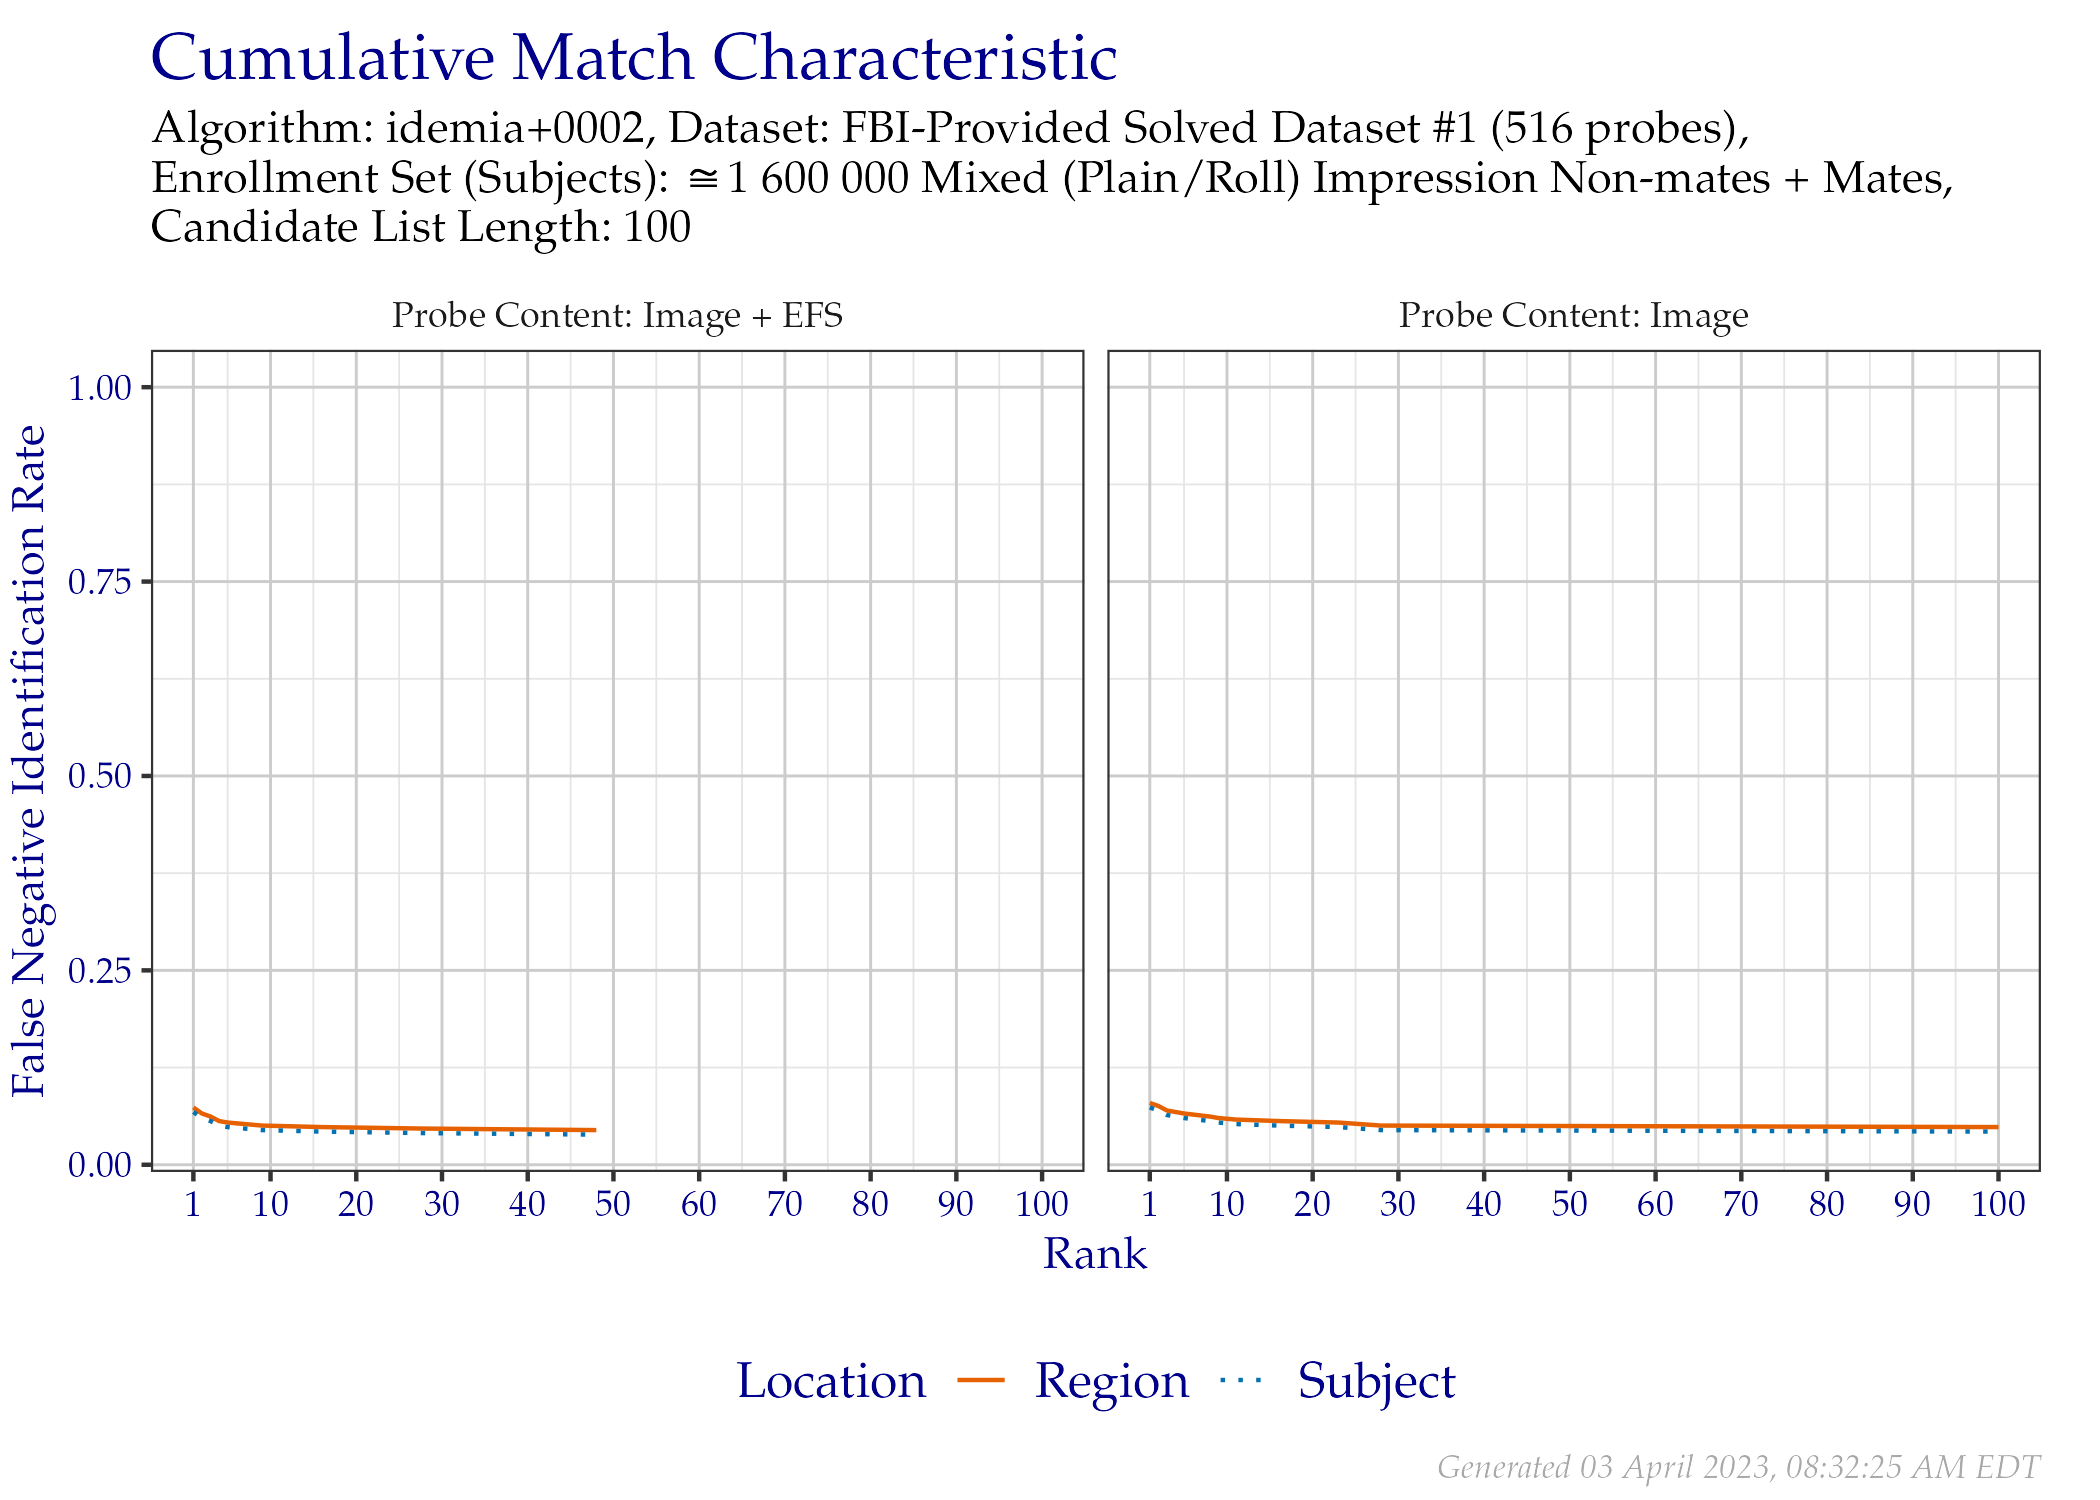 Cumulative Match Characteristic
Algorithm: idemia+0002, Dataset: FBI-Provided Solved Dataset #1 (516 probes),
Enrollment Set (Subjects): ≅1 600 000 Mixed (Plain/Roll) Impression Non-mates + Mates,
Candidate List Length: 100
Probe Content: Image + EFS
Probe Content: Image
False Negative Identification Rate
1.00
0.75
0.50
0.25
0.00
1 10 20 30 40 50 60 70 80 90 100
1 10 20 30 40 50 60 70 80 90 100
Rank
Location Region Subject
Generated 03 April 2023, 08:32:25 AM EDT